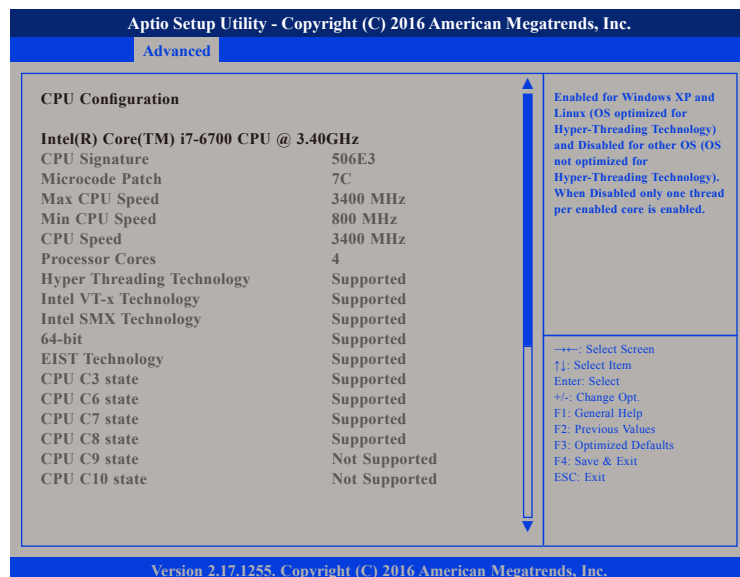 Aptio Setup Utility - Copyright (C) 2016 American Megatrends, Inc.
Advanced
CPU Configuration
Intel(R) Core(TM) i7-6700 CPU @ 3.40GHz
CPU Signature 506E3
Microcode Patch 7C
Max CPU Speed 3400 MHz
Min CPU Speed 800 MHz
CPU Speed 3400 MHz
Processor Cores 4
Hyper Threading Technology Supported
Intel VT-x Technology Supported
Intel SMX Technology Supported
64-bit Supported
EIST Technology Supported
CPU C3 state Supported
CPU C6 state Supported
CPU C7 state Supported
CPU C8 state Supported
CPU C9 state Not Supported
CPU C10 state Not Supported
Enabled for Windows XP and
Linux (OS optimized for
Hyper-Threading Technology)
and Disabled for other OS (OS
not optimized for
Hyper-Threading Technology).
When Disabled only one thread
per enabled core is enabled.
→←: Select Screen
↑↓: Select Item
Enter: Select
+/-: Change Opt.
F1: General Help
F2: Previous Values
F3: Optimized Defaults
F4: Save & Exit
ESC: Exit
Version 2.17.1255. Copyright (C) 2016 American Megatrends, Inc.